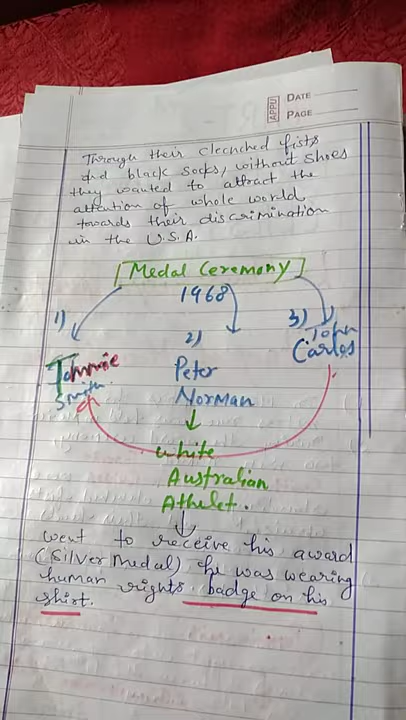 APPU
DATE
PAGE
Through their clenched fists
and black socks, without shoes
they wanted to attract the
attention of whole world
towards their discrimination
in the U.S.A.
Medal Ceremony
1968
1)
2)
3) John
Carlos
Tommie
Smith
Peter
Norman
white
Australian
Athelet.
went to receive his award
(Silver Medal) he was wearing
human rights badge on his
shirt.